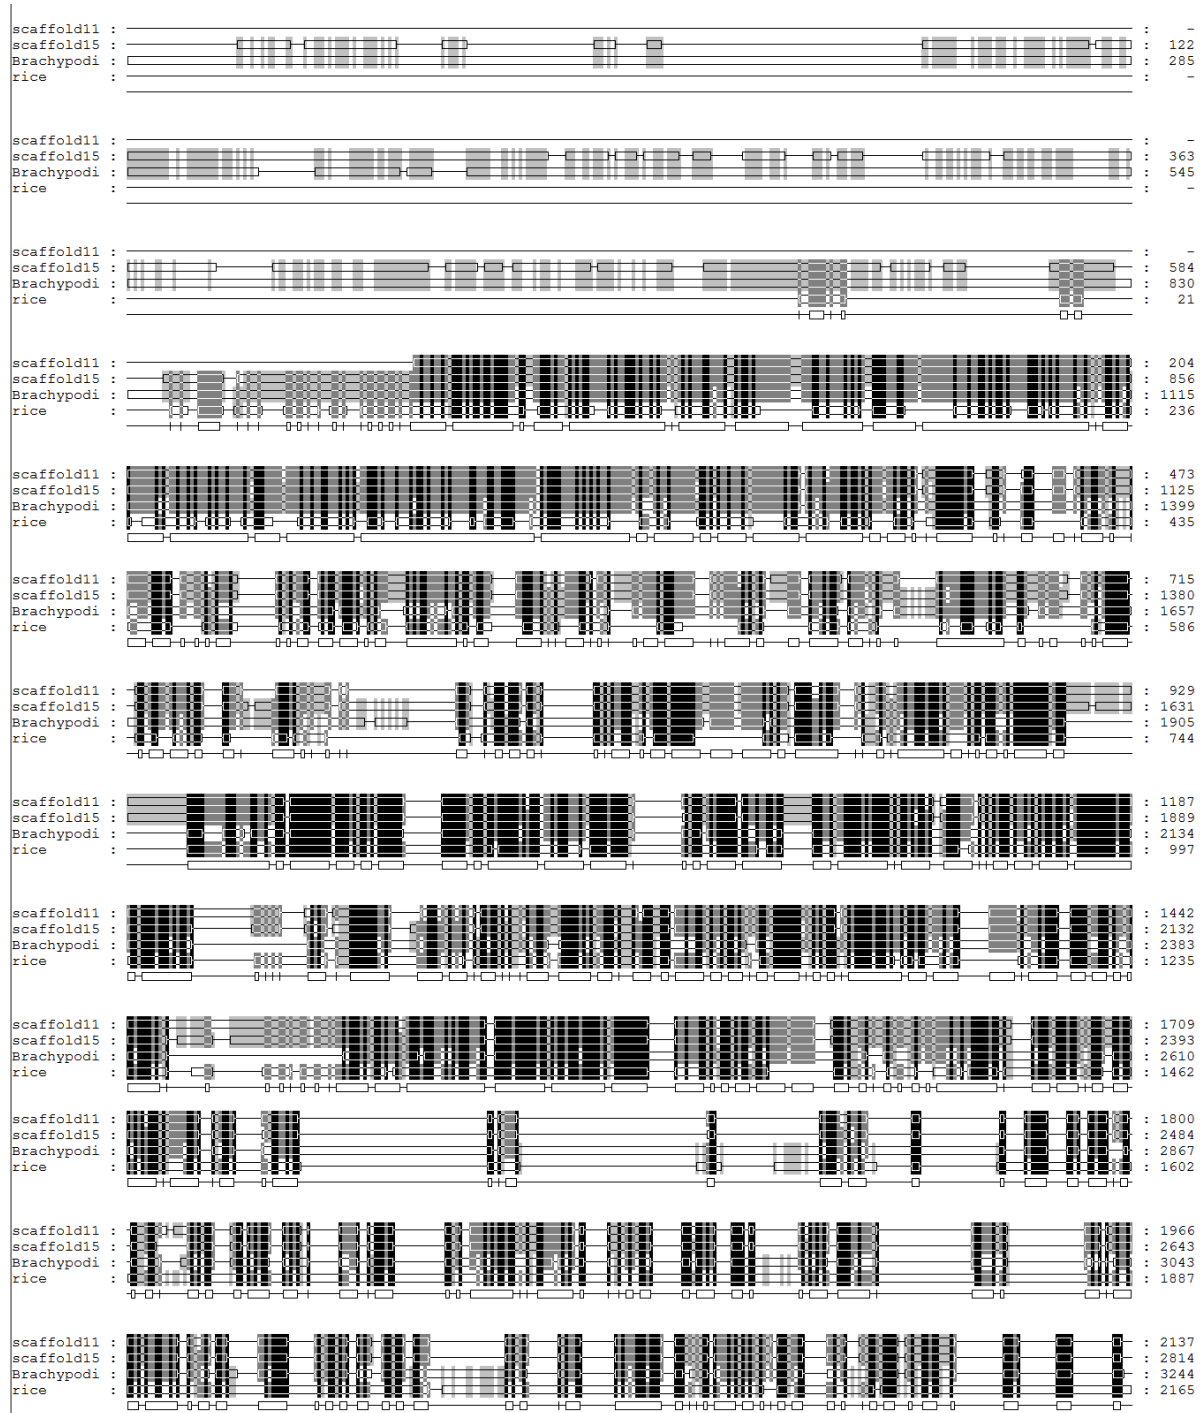 scaffold11 : : -
scaffold15 : : 122
Brachypodi : : 285
rice : : -
scaffold11 : : -
scaffold15 : : 363
Brachypodi : : 545
rice : : -
scaffold11 : : -
scaffold15 : : 584
Brachypodi : : 830
rice : : 21
scaffold11 : : 204
scaffold15 : : 856
Brachypodi : : 1115
rice : : 236
scaffold11 : : 473
scaffold15 : : 1125
Brachypodi : : 1399
rice : : 435
scaffold11 : : 715
scaffold15 : : 1380
Brachypodi : : 1657
rice : : 586
scaffold11 : : 929
scaffold15 : : 1631
Brachypodi : : 1905
rice : : 744
scaffold11 : : 1187
scaffold15 : : 1889
Brachypodi : : 2134
rice : : 997
scaffold11 : : 1442
scaffold15 : : 2132
Brachypodi : : 2383
rice : : 1235
scaffold11 : : 1709
scaffold15 : : 2393
Brachypodi : : 2610
rice : : 1462
scaffold11 : : 1800
scaffold15 : : 2484
Brachypodi : : 2867
rice : : 1602
scaffold11 : : 1966
scaffold15 : : 2643
Brachypodi : : 3043
rice : : 1887
scaffold11 : : 2137
scaffold15 : : 2814
Brachypodi : : 3244
rice : : 2165